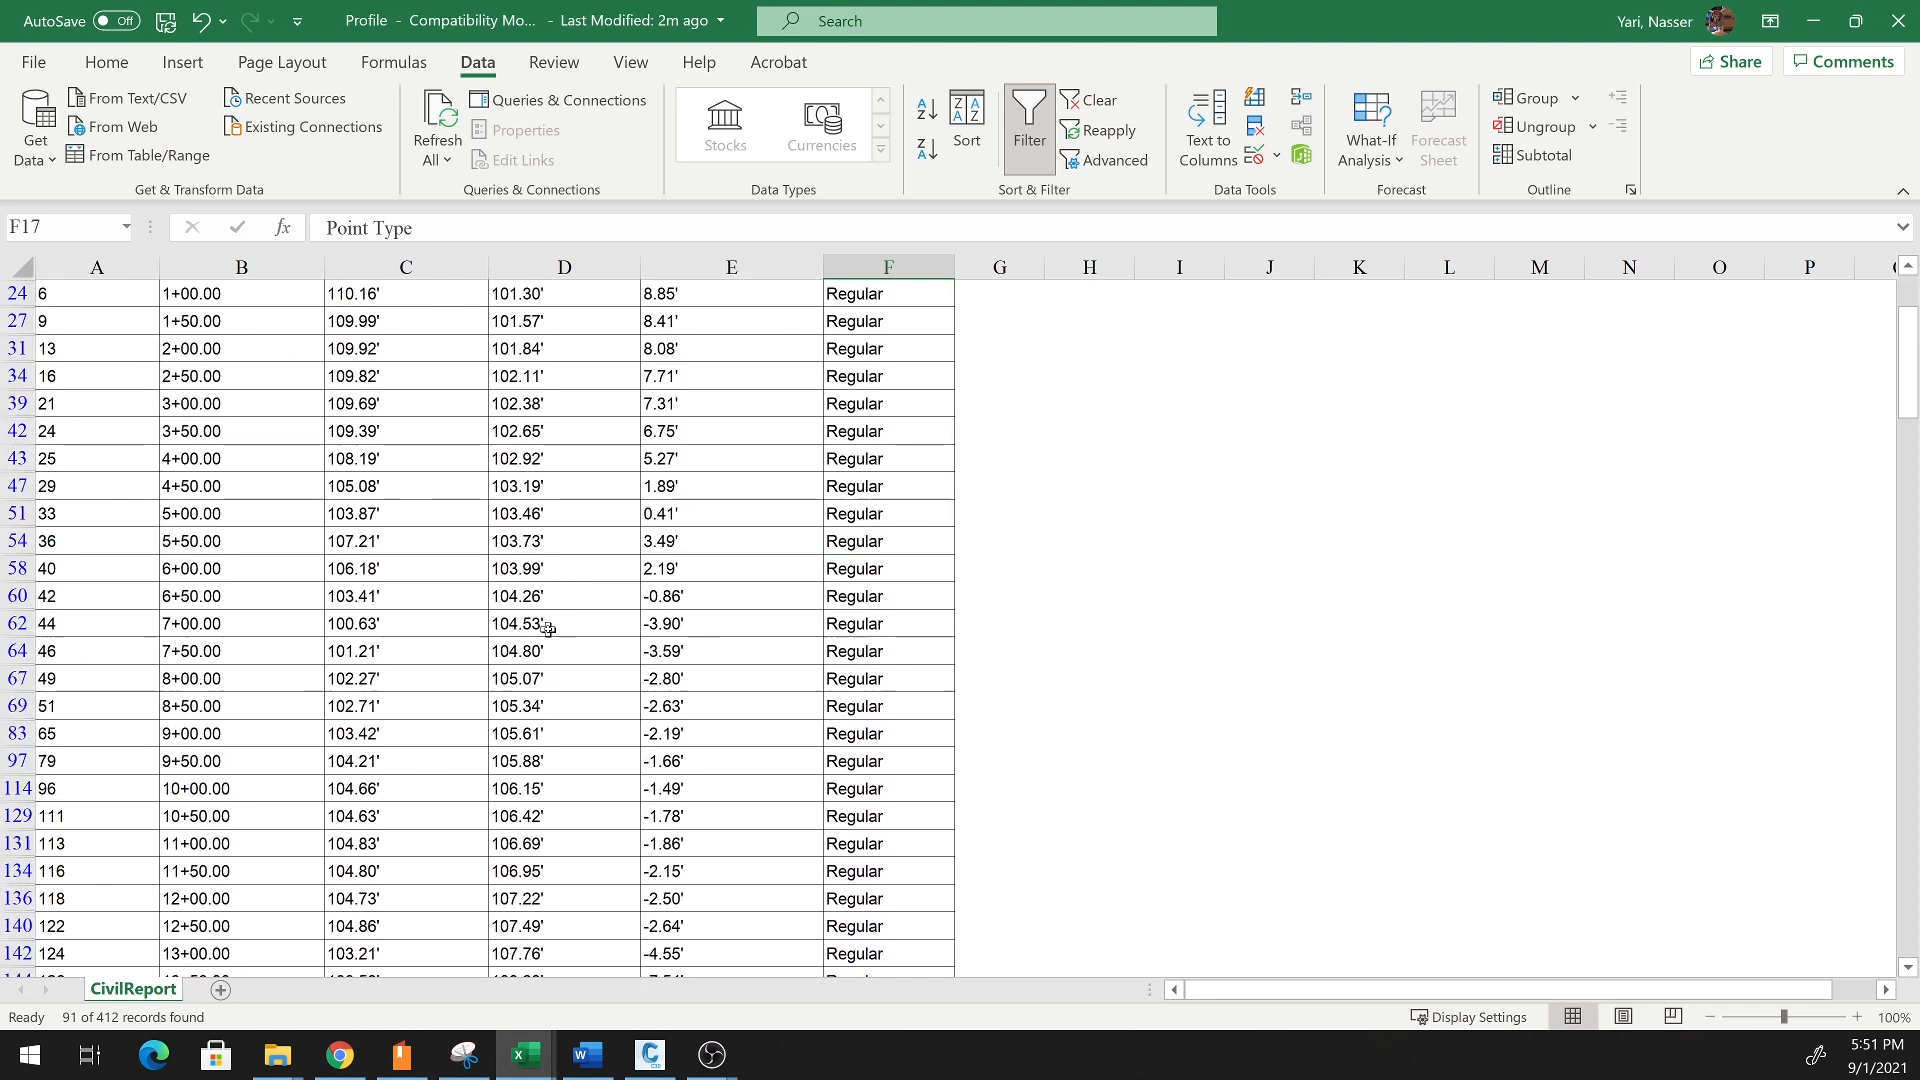 AutoSave Off Profile - Compatibility Mo... - Last Modified: 2m ago Search Yari, Nasser
File Home Insert Page Layout Formulas Data Review View Help Acrobat Share Comments
Get Data
From Text/CSV
From Web
From Table/Range
Recent Sources
Existing Connections
Get & Transform Data
Refresh All
Queries & Connections
Properties
Edit Links
Queries & Connections
Stocks Currencies
Data Types
Sort
Filter
Clear
Reapply
Advanced
Sort & Filter
Text to Columns
Data Tools
What-If Analysis
Forecast Sheet
Forecast
Group
Ungroup
Subtotal
Outline
F17 fx Point Type
A B C D E F G H I J K L M N O P
24 6 1+00.00 110.16' 101.30' 8.85' Regular
27 9 1+50.00 109.99' 101.57' 8.41' Regular
31 13 2+00.00 109.92' 101.84' 8.08' Regular
34 16 2+50.00 109.82' 102.11' 7.71' Regular
39 21 3+00.00 109.69' 102.38' 7.31' Regular
42 24 3+50.00 109.39' 102.65' 6.75' Regular
43 25 4+00.00 108.19' 102.92' 5.27' Regular
47 29 4+50.00 105.08' 103.19' 1.89' Regular
51 33 5+00.00 103.87' 103.46' 0.41' Regular
54 36 5+50.00 107.21' 103.73' 3.49' Regular
58 40 6+00.00 106.18' 103.99' 2.19' Regular
60 42 6+50.00 103.41' 104.26' -0.86' Regular
62 44 7+00.00 100.63' 104.53' -3.90' Regular
64 46 7+50.00 101.21' 104.80' -3.59' Regular
67 49 8+00.00 102.27' 105.07' -2.80' Regular
69 51 8+50.00 102.71' 105.34' -2.63' Regular
83 65 9+00.00 103.42' 105.61' -2.19' Regular
97 79 9+50.00 104.21' 105.88' -1.66' Regular
114 96 10+00.00 104.66' 106.15' -1.49' Regular
129 111 10+50.00 104.63' 106.42' -1.78' Regular
131 113 11+00.00 104.83' 106.69' -1.86' Regular
134 116 11+50.00 104.80' 106.95' -2.15' Regular
136 118 12+00.00 104.73' 107.22' -2.50' Regular
140 122 12+50.00 104.86' 107.49' -2.64' Regular
142 124 13+00.00 103.21' 107.76' -4.55' Regular
CivilReport
Ready 91 of 412 records found Display Settings 100%
5:51 PM
9/1/2021